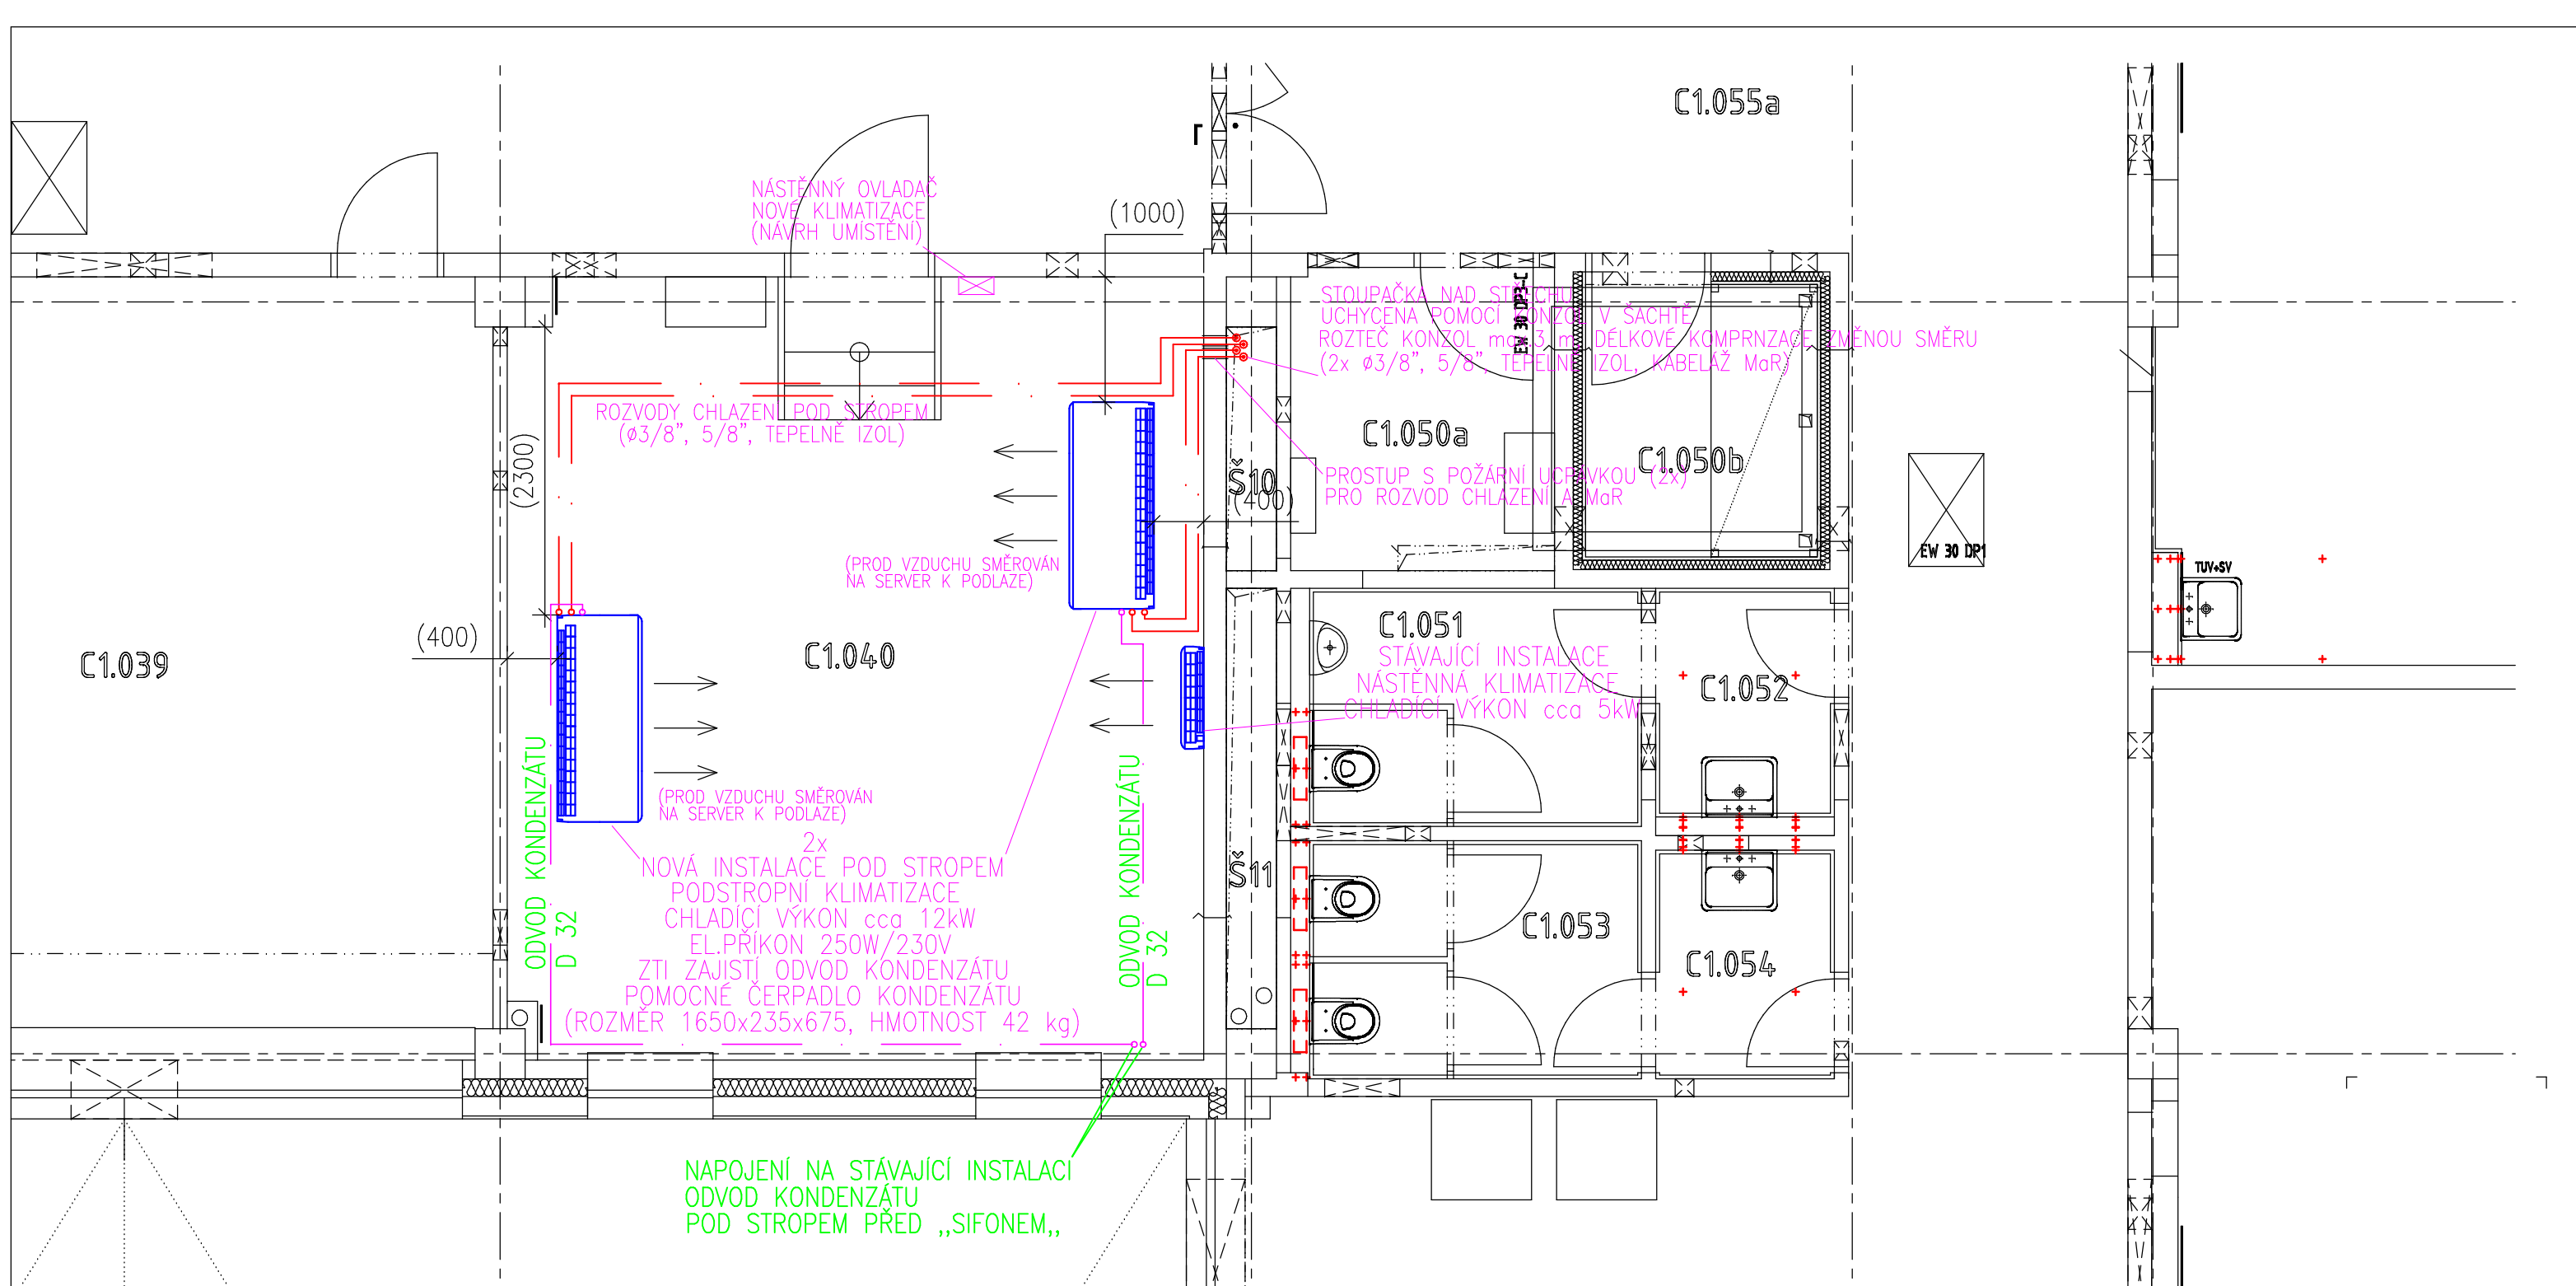 C1.055a
NÁSTĚNNÝ OVLADAČ
NOVÉ KLIMATIZACE
(NÁVRH UMÍSTĚNÍ)
(1000)
EW 30 DP3-C
STOUPAČKA NAD STŘECHU
UCHYCENA POMOCÍ KONZOL V ŠACHTĚ
ROZTEČ KONZOL max.3 m, DÉLKOVÉ KOMPRNZACE ZMĚNOU SMĚRU
(2x ø3/8", 5/8", TEPELNĚ IZOL, KABELÁŽ MaR)
ROZVODY CHLAZENÍ POD STROPEM
(ø3/8", 5/8", TEPELNĚ IZOL)
(2300)
C1.050a
C1.050b
Š10
(400)
PROSTUP S POŽÁRNÍ UCPÁVKOU (2x)
PRO ROZVOD CHLAZENÍ A MaR
EW 30 DP1
TUV+SV
(PROD VZDUCHU SMĚROVÁN
NA SERVER K PODLAZE)
(400)
C1.039
C1.040
C1.051
STÁVAJÍCÍ INSTALACE
NÁSTĚNNÁ KLIMATIZACE
CHLADÍCÍ VÝKON cca 5kW
C1.052
ODVOD KONDENZÁTU
D 32
ODVOD KONDENZÁTU
D 32
(PROD VZDUCHU SMĚROVÁN
NA SERVER K PODLAZE)
2x
NOVÁ INSTALACE POD STROPEM
PODSTROPNÍ KLIMATIZACE
CHLADÍCÍ VÝKON cca 12kW
EL.PŘÍKON 250W/230V
ZTI ZAJISTÍ ODVOD KONDENZÁTU
POMOCNÉ ČERPADLO KONDENZÁTU
(ROZMĚR 1650x235x675, HMOTNOST 42 kg)
Š11
C1.053
C1.054
NAPOJENÍ NA STÁVAJÍCÍ INSTALACI
ODVOD KONDENZÁTU
POD STROPEM PŘED ,,SIFONEM,,